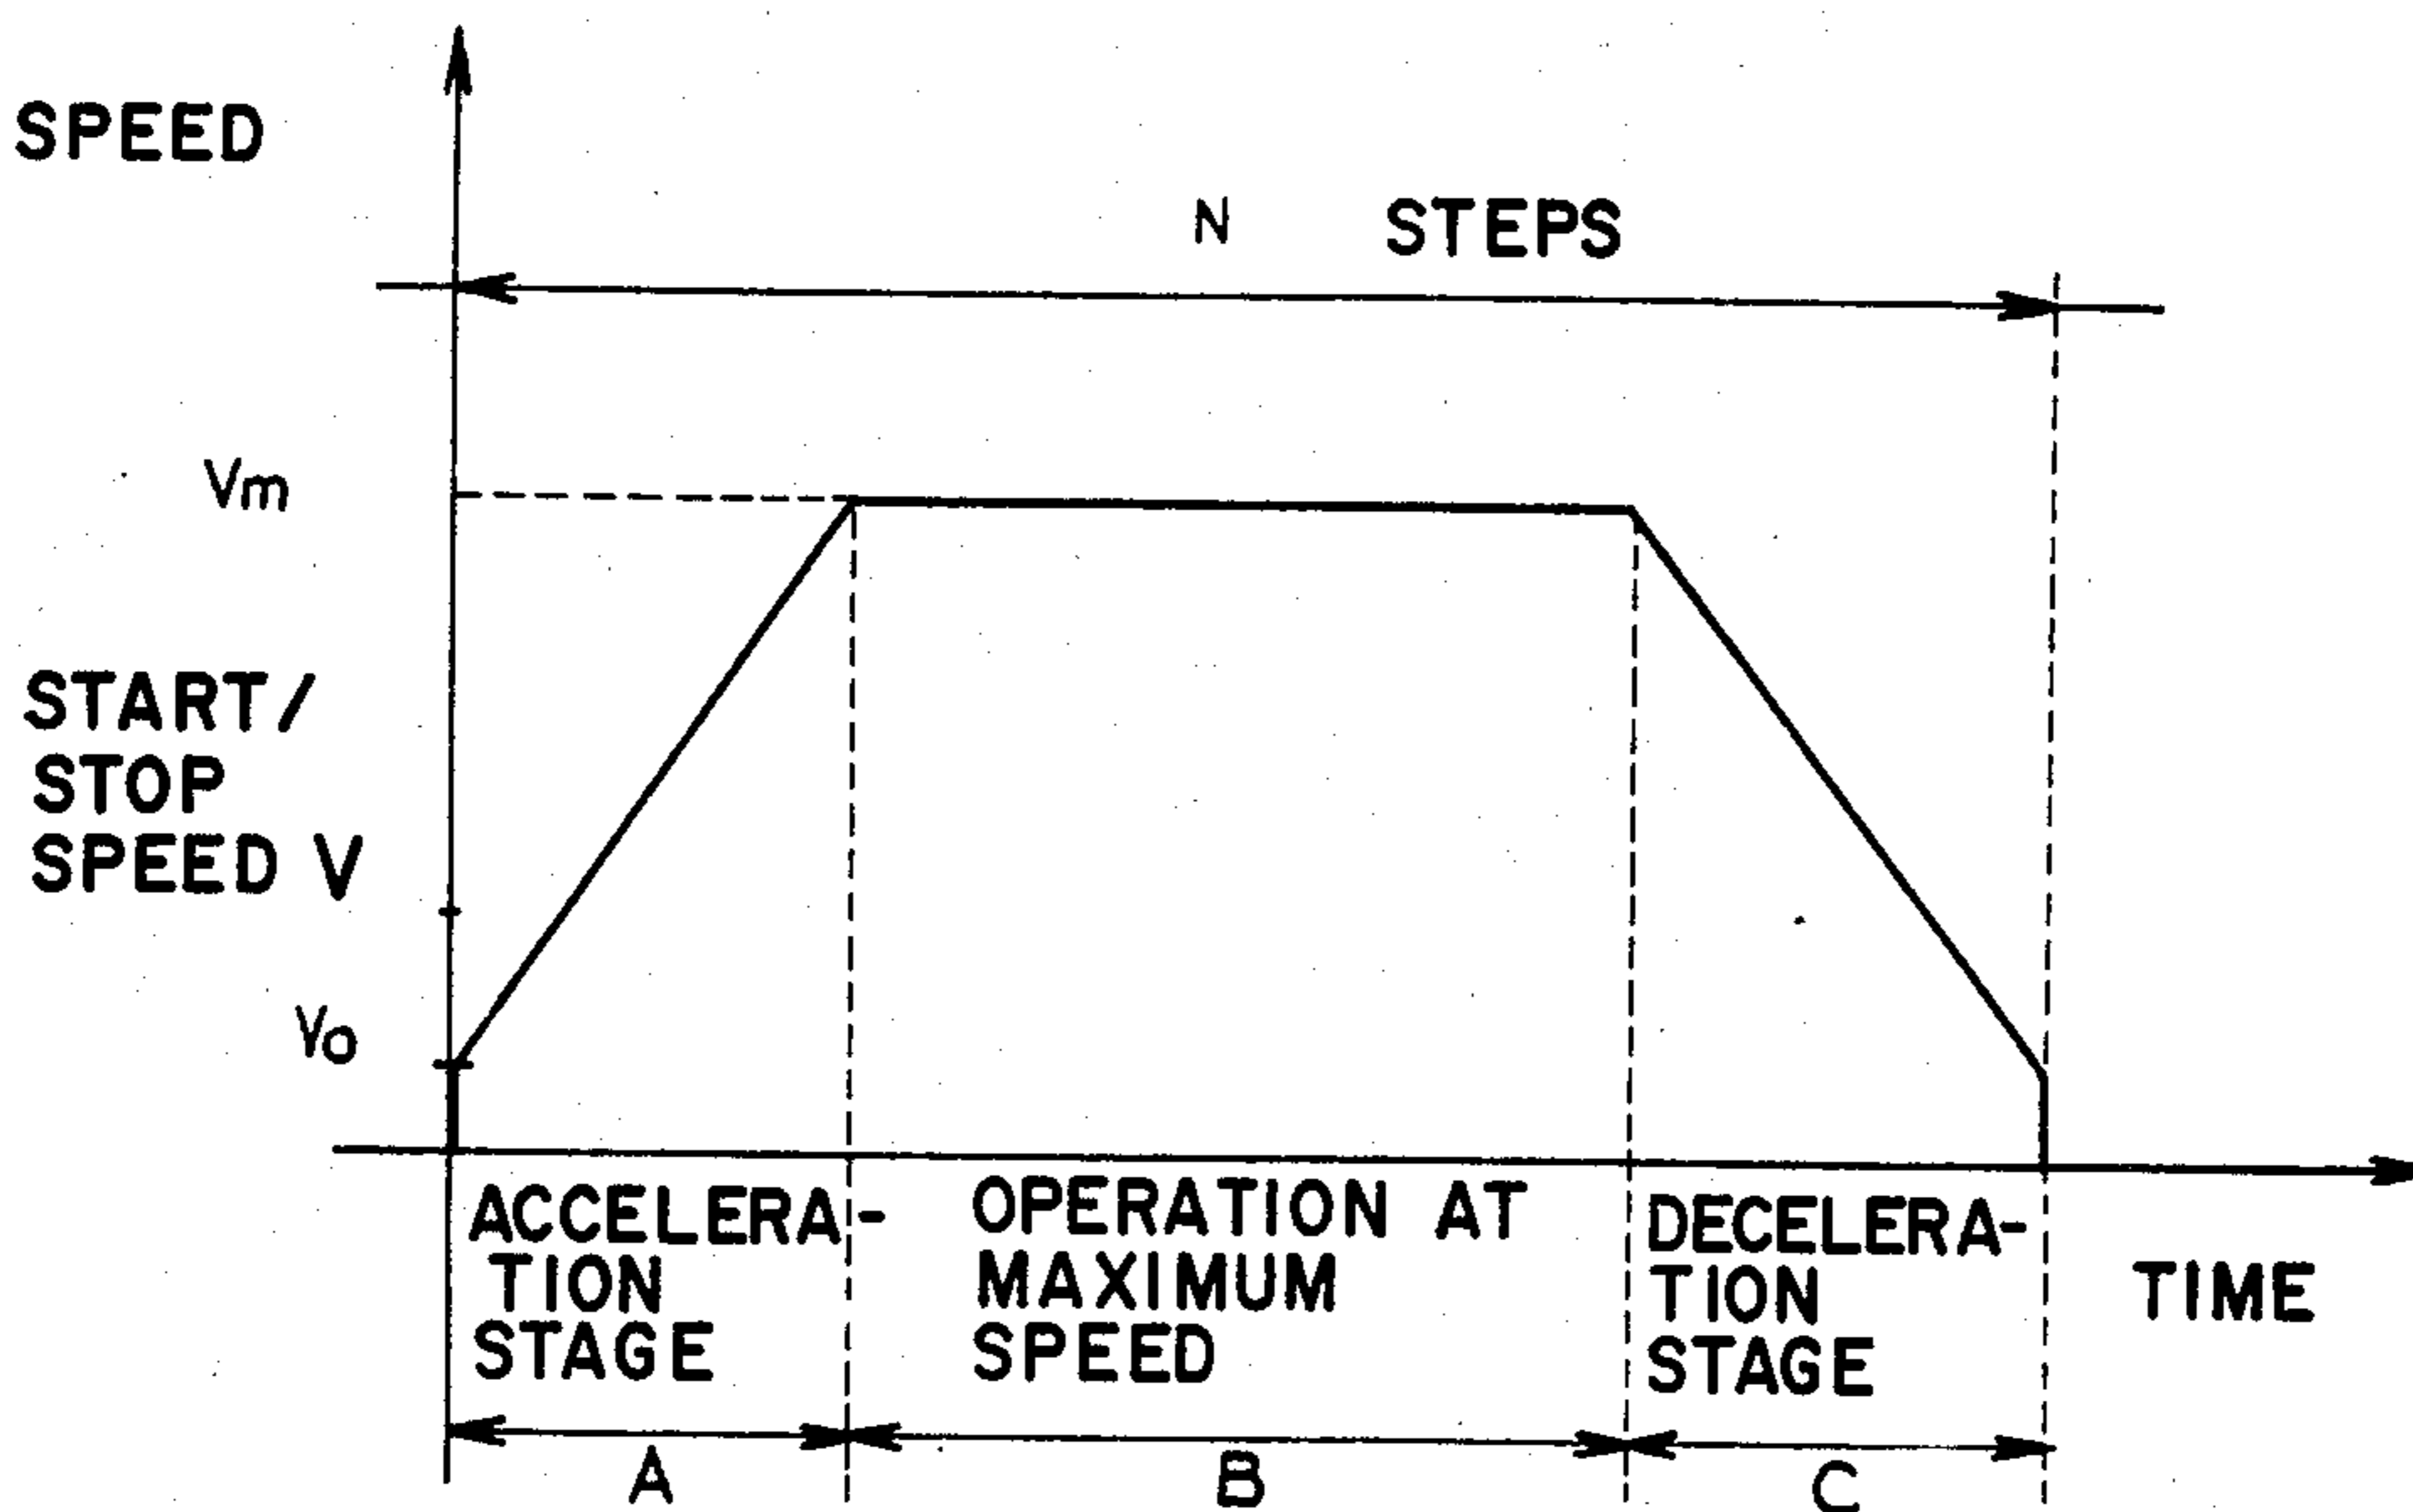 SPEED
N STEPS
Vm
START/
STOP
SPEED V
Vo
ACCELERA-
TION
STAGE
OPERATION AT
MAXIMUM
SPEED
DECELERA-
TION
STAGE
TIME
A
B
C